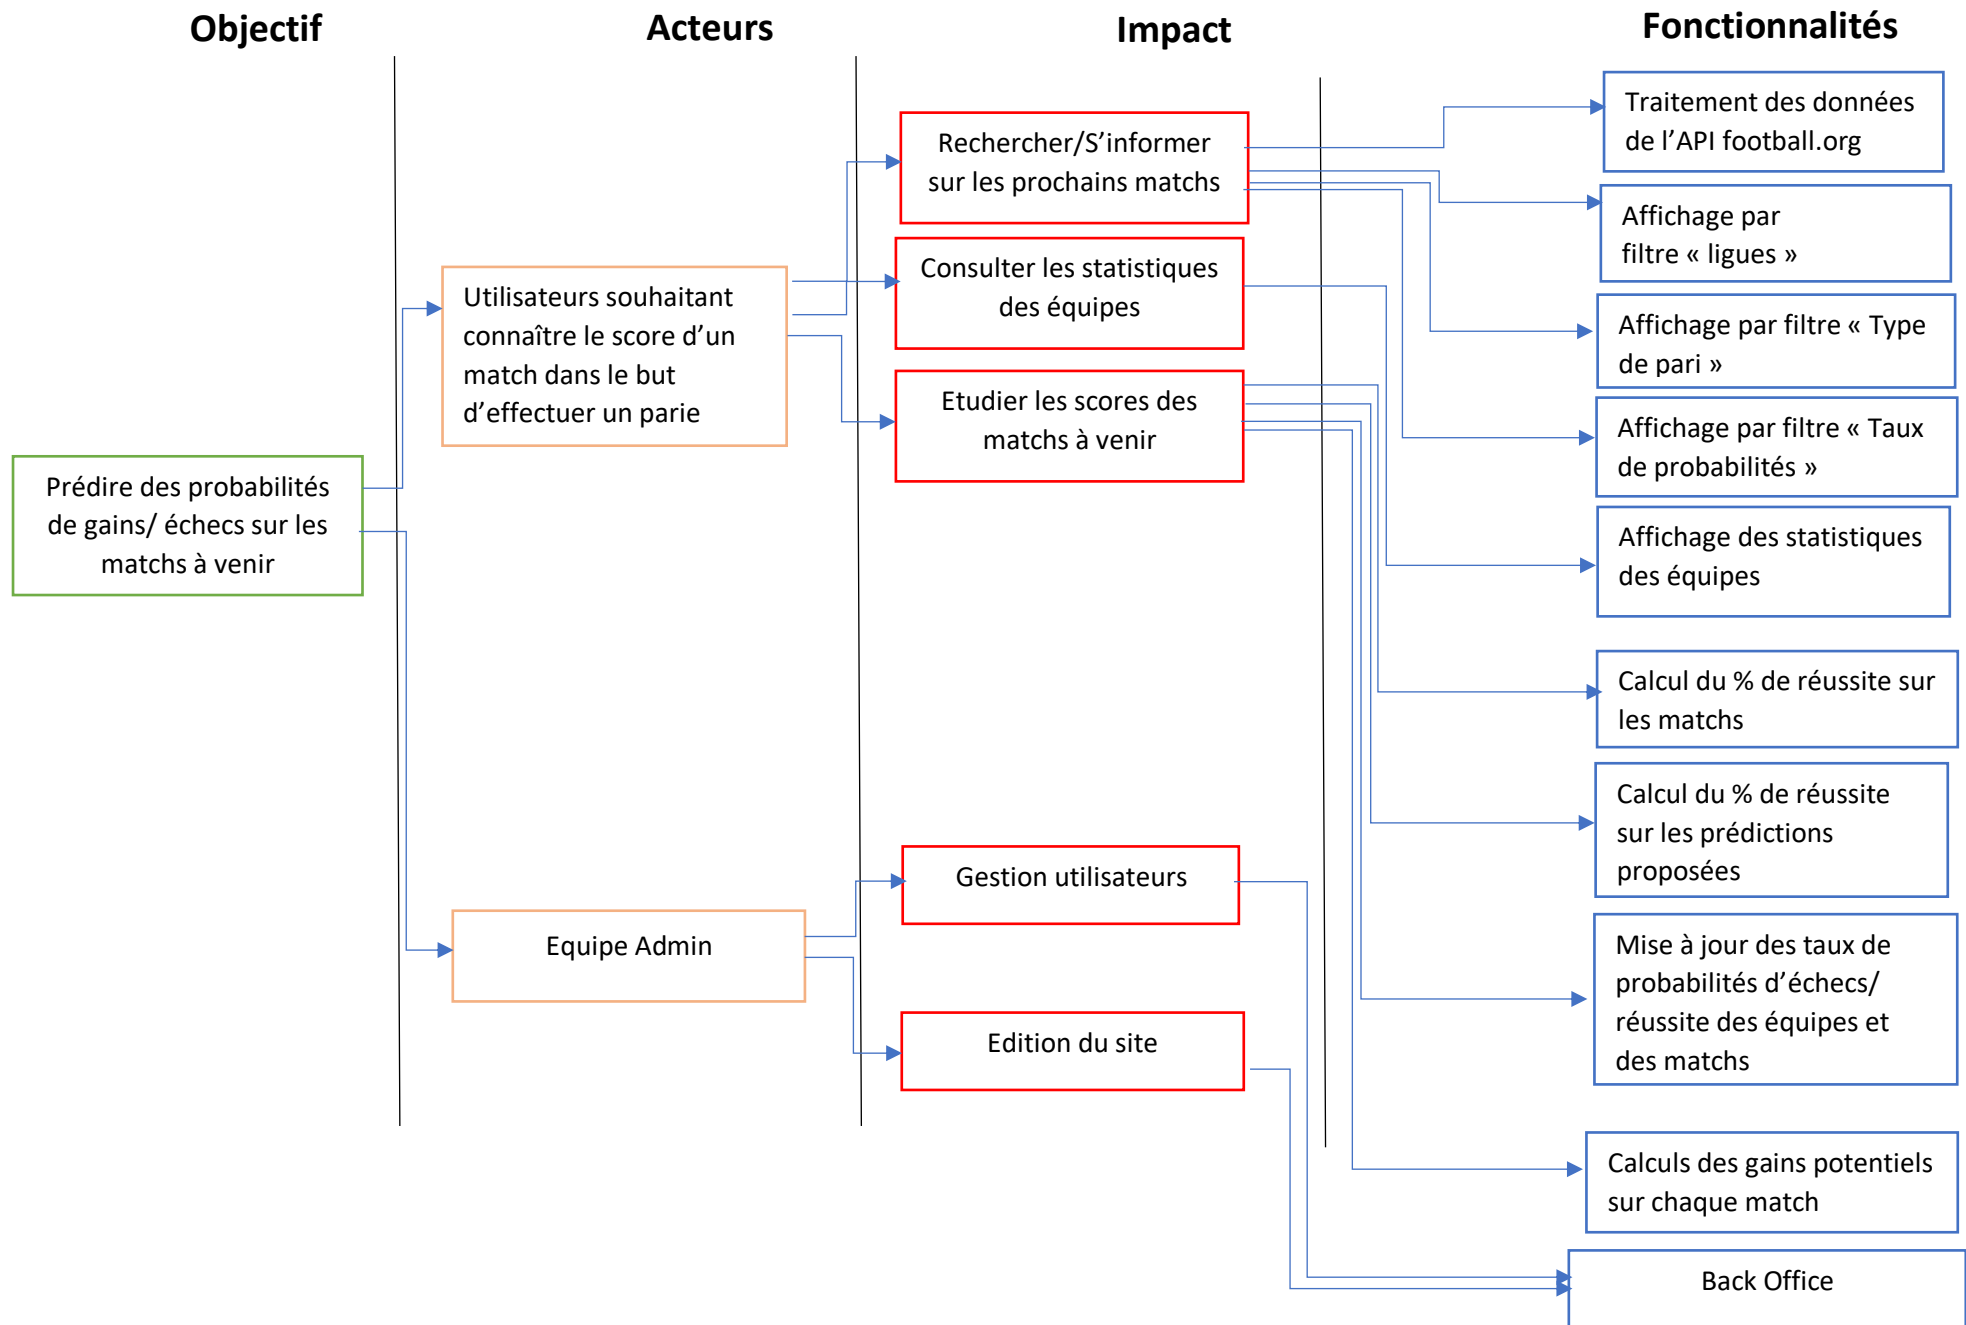 Objectif
Acteurs
Impact
Fonctionnalités
Prédire des probabilités
de gains/ échecs sur les
matchs à venir
Utilisateurs souhaitant
connaître le score d’un
match dans le but
d’effectuer un parie
Equipe Admin
Rechercher/S’informer
sur les prochains matchs
Consulter les statistiques
des équipes
Etudier les scores des
matchs à venir
Gestion utilisateurs
Edition du site
Traitement des données
de l’API football.org
Affichage par
filtre « ligues »
Affichage par filtre « Type
de pari »
Affichage par filtre « Taux
de probabilités »
Affichage des statistiques
des équipes
Calcul du % de réussite sur
les matchs
Calcul du % de réussite
sur les prédictions
proposées
Mise à jour des taux de
probabilités d’échecs/
réussite des équipes et
des matchs
Calculs des gains potentiels
sur chaque match
Back Office